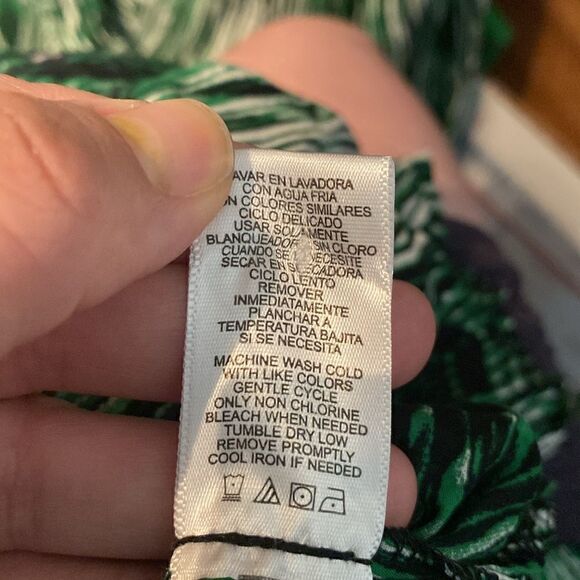 AVAR EN LAVADORA
CON AGUA FRIA
N COLORES SIMILARES
CICLO DELICADO
USAR SOLAMENTE
BLANQUEADOR SIN CLORO
CUANDO SE NECESITE
SECAR EN SECADORA
CICLO LENTO
REMOVER
INMEDIATAMENTE
PLANCHAR A
TEMPERATURA BAJITA
SI SE NECESITA
MACHINE WASH COLD
WITH LIKE COLORS
GENTLE CYCLE
ONLY NON CHLORINE
BLEACH WHEN NEEDED
TUMBLE DRY LOW
REMOVE PROMPTLY
COOL IRON IF NEEDED